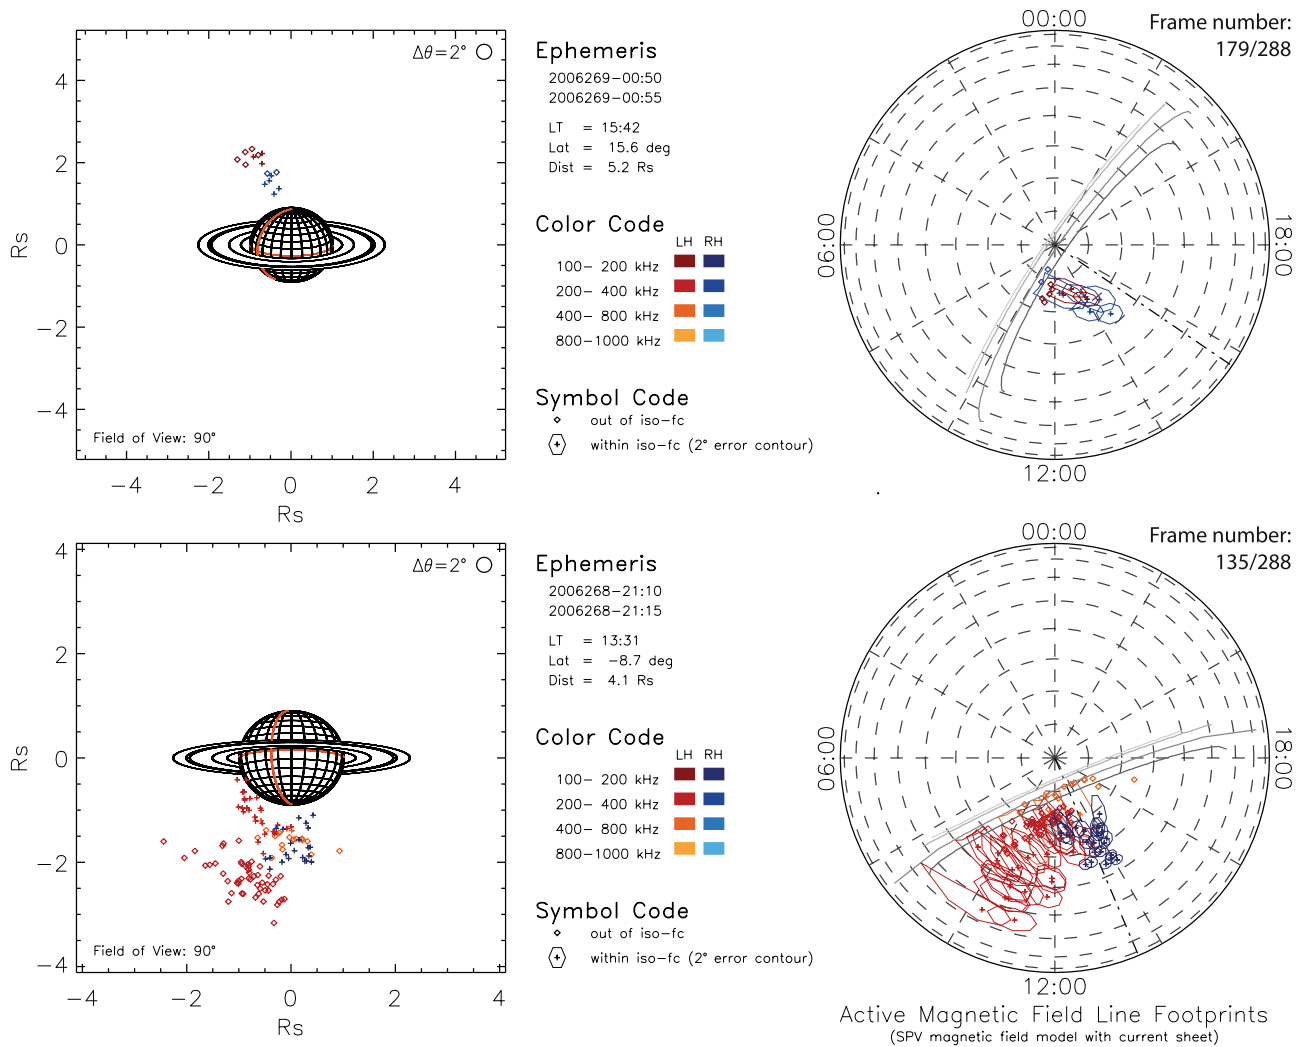 Δθ=2°
4
2
0
−2
−4
Rs
Field of View: 90°
−4 −2 0 2 4
Rs
Ephemeris
2006269−00:50
2006269−00:55
LT = 15:42
Lat = 15.6 deg
Dist = 5.2 Rs
Color Code
LH RH
100− 200 kHz
200− 400 kHz
400− 800 kHz
800−1000 kHz
Symbol Code
out of iso−fc
within iso−fc (2° error contour)
00:00
Frame number:
179/288
06:00
18:00
12:00
Δθ=2°
4
2
0
−2
−4
Rs
Field of View: 90°
−4 −2 0 2 4
Rs
Ephemeris
2006268−21:10
2006268−21:15
LT = 13:31
Lat = −8.7 deg
Dist = 4.1 Rs
Color Code
LH RH
100− 200 kHz
200− 400 kHz
400− 800 kHz
800−1000 kHz
Symbol Code
out of iso−fc
within iso−fc (2° error contour)
00:00
Frame number:
135/288
06:00
18:00
12:00
Active Magnetic Field Line Footprints
(SPV magnetic field model with current sheet)